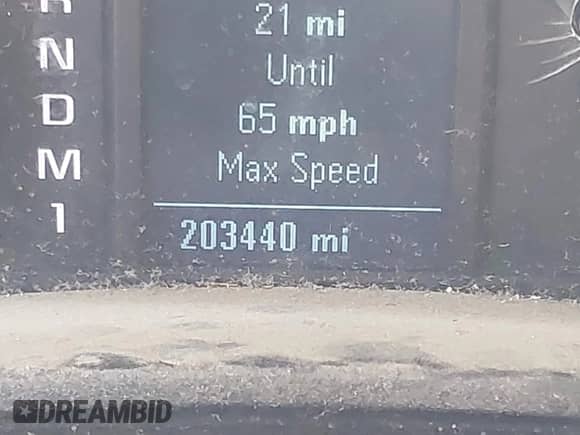 21 mi
Until
65 mph
Max Speed
203440 mi
R
N
D
M
1
DREAMBID